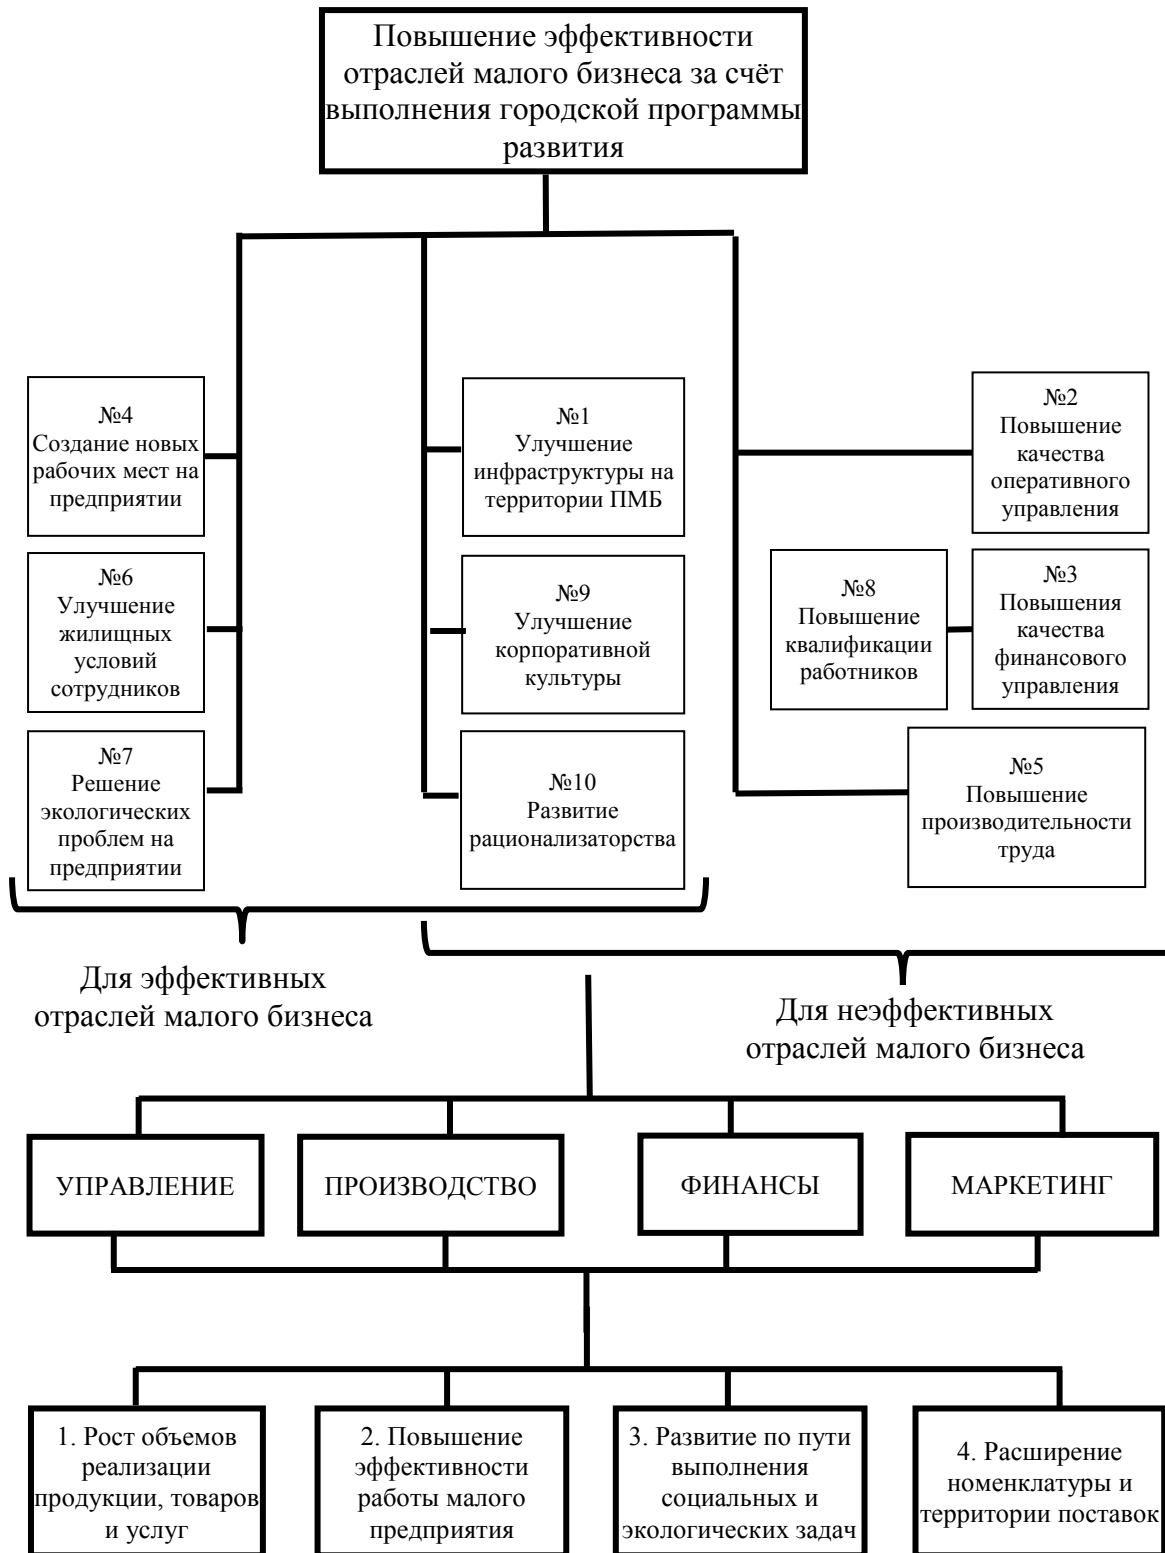 Повышение эффективности
отраслей малого бизнеса за счёт
выполнения городской программы
развития
№4
Создание новых
рабочих мест на
предприятии
№1
Улучшение
инфраструктуры на
территории ПМБ
№2
Повышение
качества
оперативного
управления
№6
Улучшение
жилищных
условий
сотрудников
№9
Улучшение
корпоративной
культуры
№8
Повышение
квалификации
работников
№3
Повышения
качества
финансового
управления
№7
Решение
экологических
проблем на
предприятии
№10
Развитие
рационализаторства
№5
Повышение
производительности
труда
Для эффективных
отраслей малого бизнеса
Для неэффективных
отраслей малого бизнеса
УПРАВЛЕНИЕ
ПРОИЗВОДСТВО
ФИНАНСЫ
МАРКЕТИНГ
1. Рост объемов
реализации
продукции, товаров
и услуг
2. Повышение
эффективности
работы малого
предприятия
3. Развитие по пути
выполнения
социальных и
экологических задач
4. Расширение
номенклатуры и
территории поставок